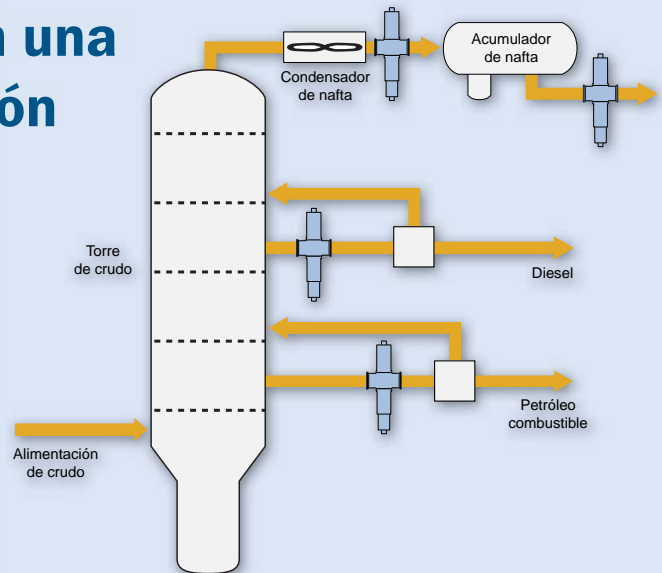 una
ón
Condensador
de nafta
Acumulador
de nafta
Torre
de crudo
Diesel
Petróleo
combustible
Alimentación
de crudo